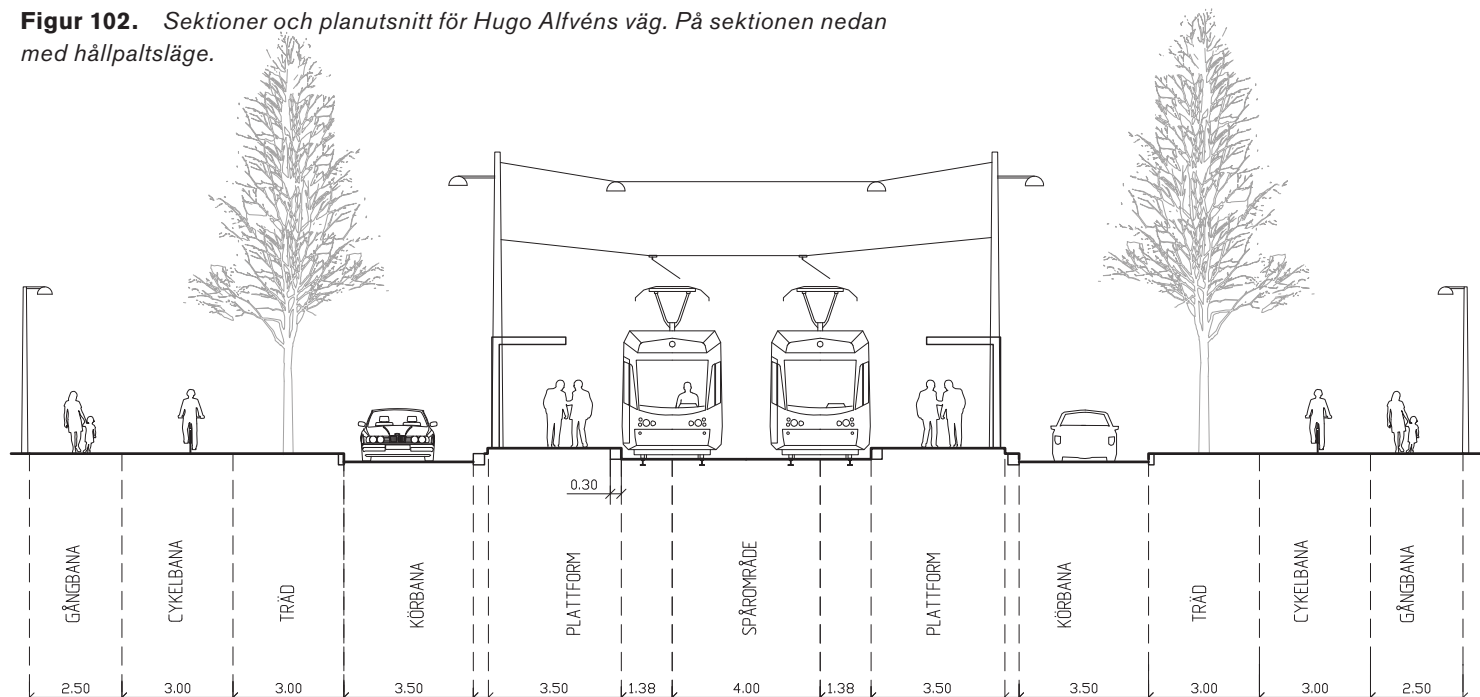 Figur 102. Sektioner och planutsnitt för Hugo Alfvéns väg. På sektionen nedan
med hållpaltsläge.
0.30
GÅNGBANA
CYKELBANA
TRÄD
KÖRBANA
PLATTFORM
SPÅROMRÅDE
PLATTFORM
KÖRBANA
TRÄD
CYKELBANA
GÅNGBANA
2.50 3.00 3.00 3.50 3.50 1.38 4.00 1.38 3.50 3.50 3.00 3.00 2.50